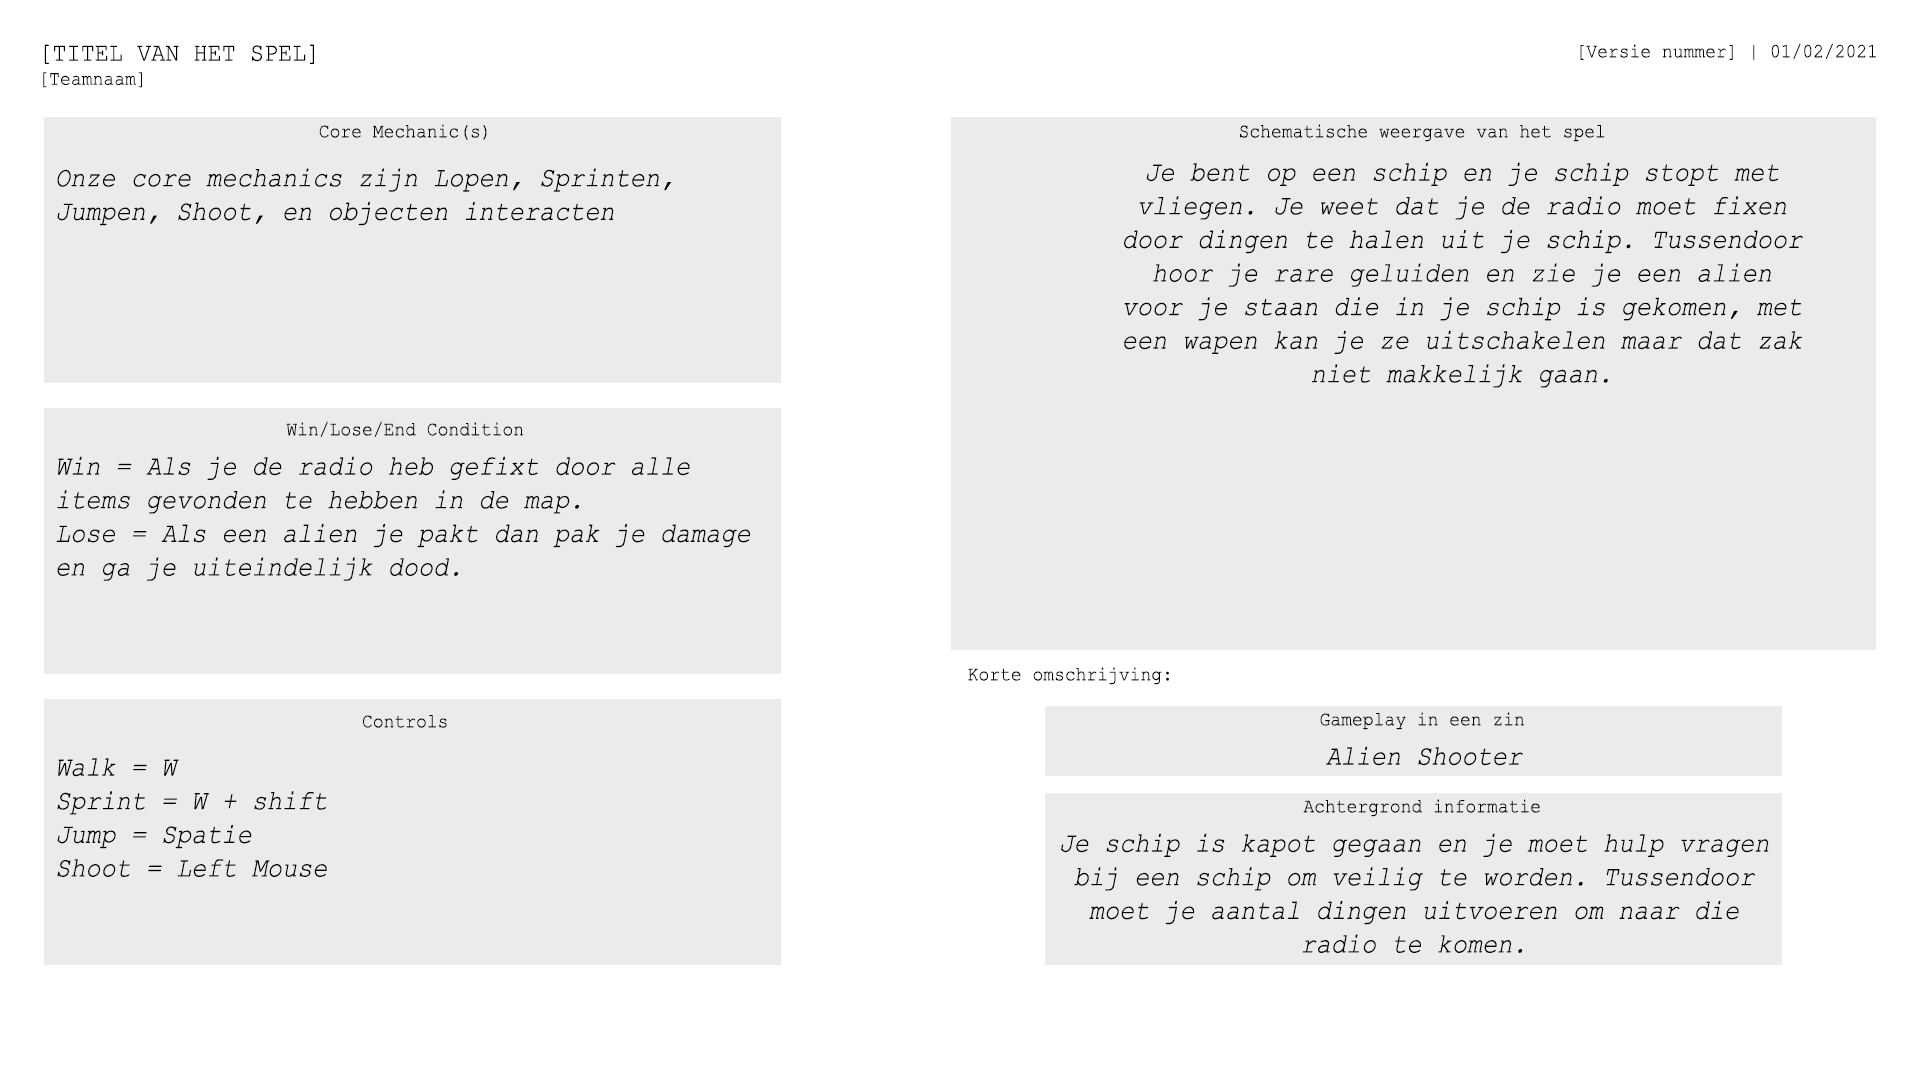 [TITEL VAN HET SPEL]
[Teamnaam]
[Versie nummer] | 01/02/2021
Core Mechanic(s)
Onze core mechanics zijn Lopen, Sprinten,
Jumpen, Shoot, en objecten interacten
Win/Lose/End Condition
Win = Als je de radio heb gefixt door alle
items gevonden te hebben in de map.
Lose = Als een alien je pakt dan pak je damage
en ga je uiteindelijk dood.
Controls
Walk = W
Sprint = W + shift
Jump = Spatie
Shoot = Left Mouse
Schematische weergave van het spel
Je bent op een schip en je schip stopt met
vliegen. Je weet dat je de radio moet fixen
door dingen te halen uit je schip. Tussendoor
hoor je rare geluiden en zie je een alien
voor je staan die in je schip is gekomen, met
een wapen kan je ze uitschakelen maar dat zak
niet makkelijk gaan.
Korte omschrijving:
Gameplay in een zin
Alien Shooter
Achtergrond informatie
Je schip is kapot gegaan en je moet hulp vragen
bij een schip om veilig te worden. Tussendoor
moet je aantal dingen uitvoeren om naar die
radio te komen.